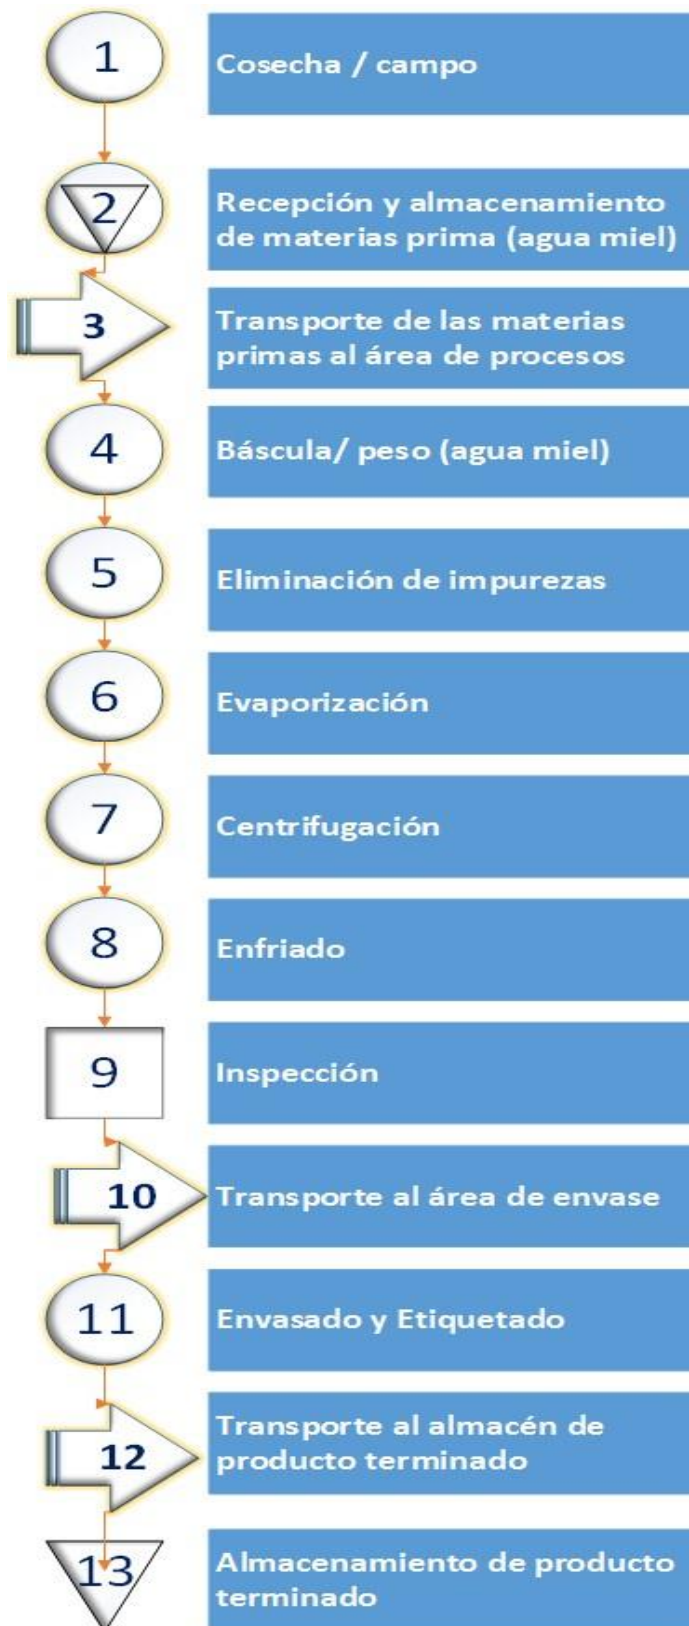 1
Cosecha / campo
2
Recepción y almacenamiento
de materias prima (agua miel)
3
Transporte de las materias
primas al área de procesos
4
Báscula/ peso (agua miel)
5
Eliminación de impurezas
6
Evaporización
7
Centrifugación
8
Enfriado
9
Inspección
10
Transporte al área de envase
11
Envasado y Etiquetado
12
Transporte al almacén de
producto terminado
13
Almacenamiento de producto
terminado